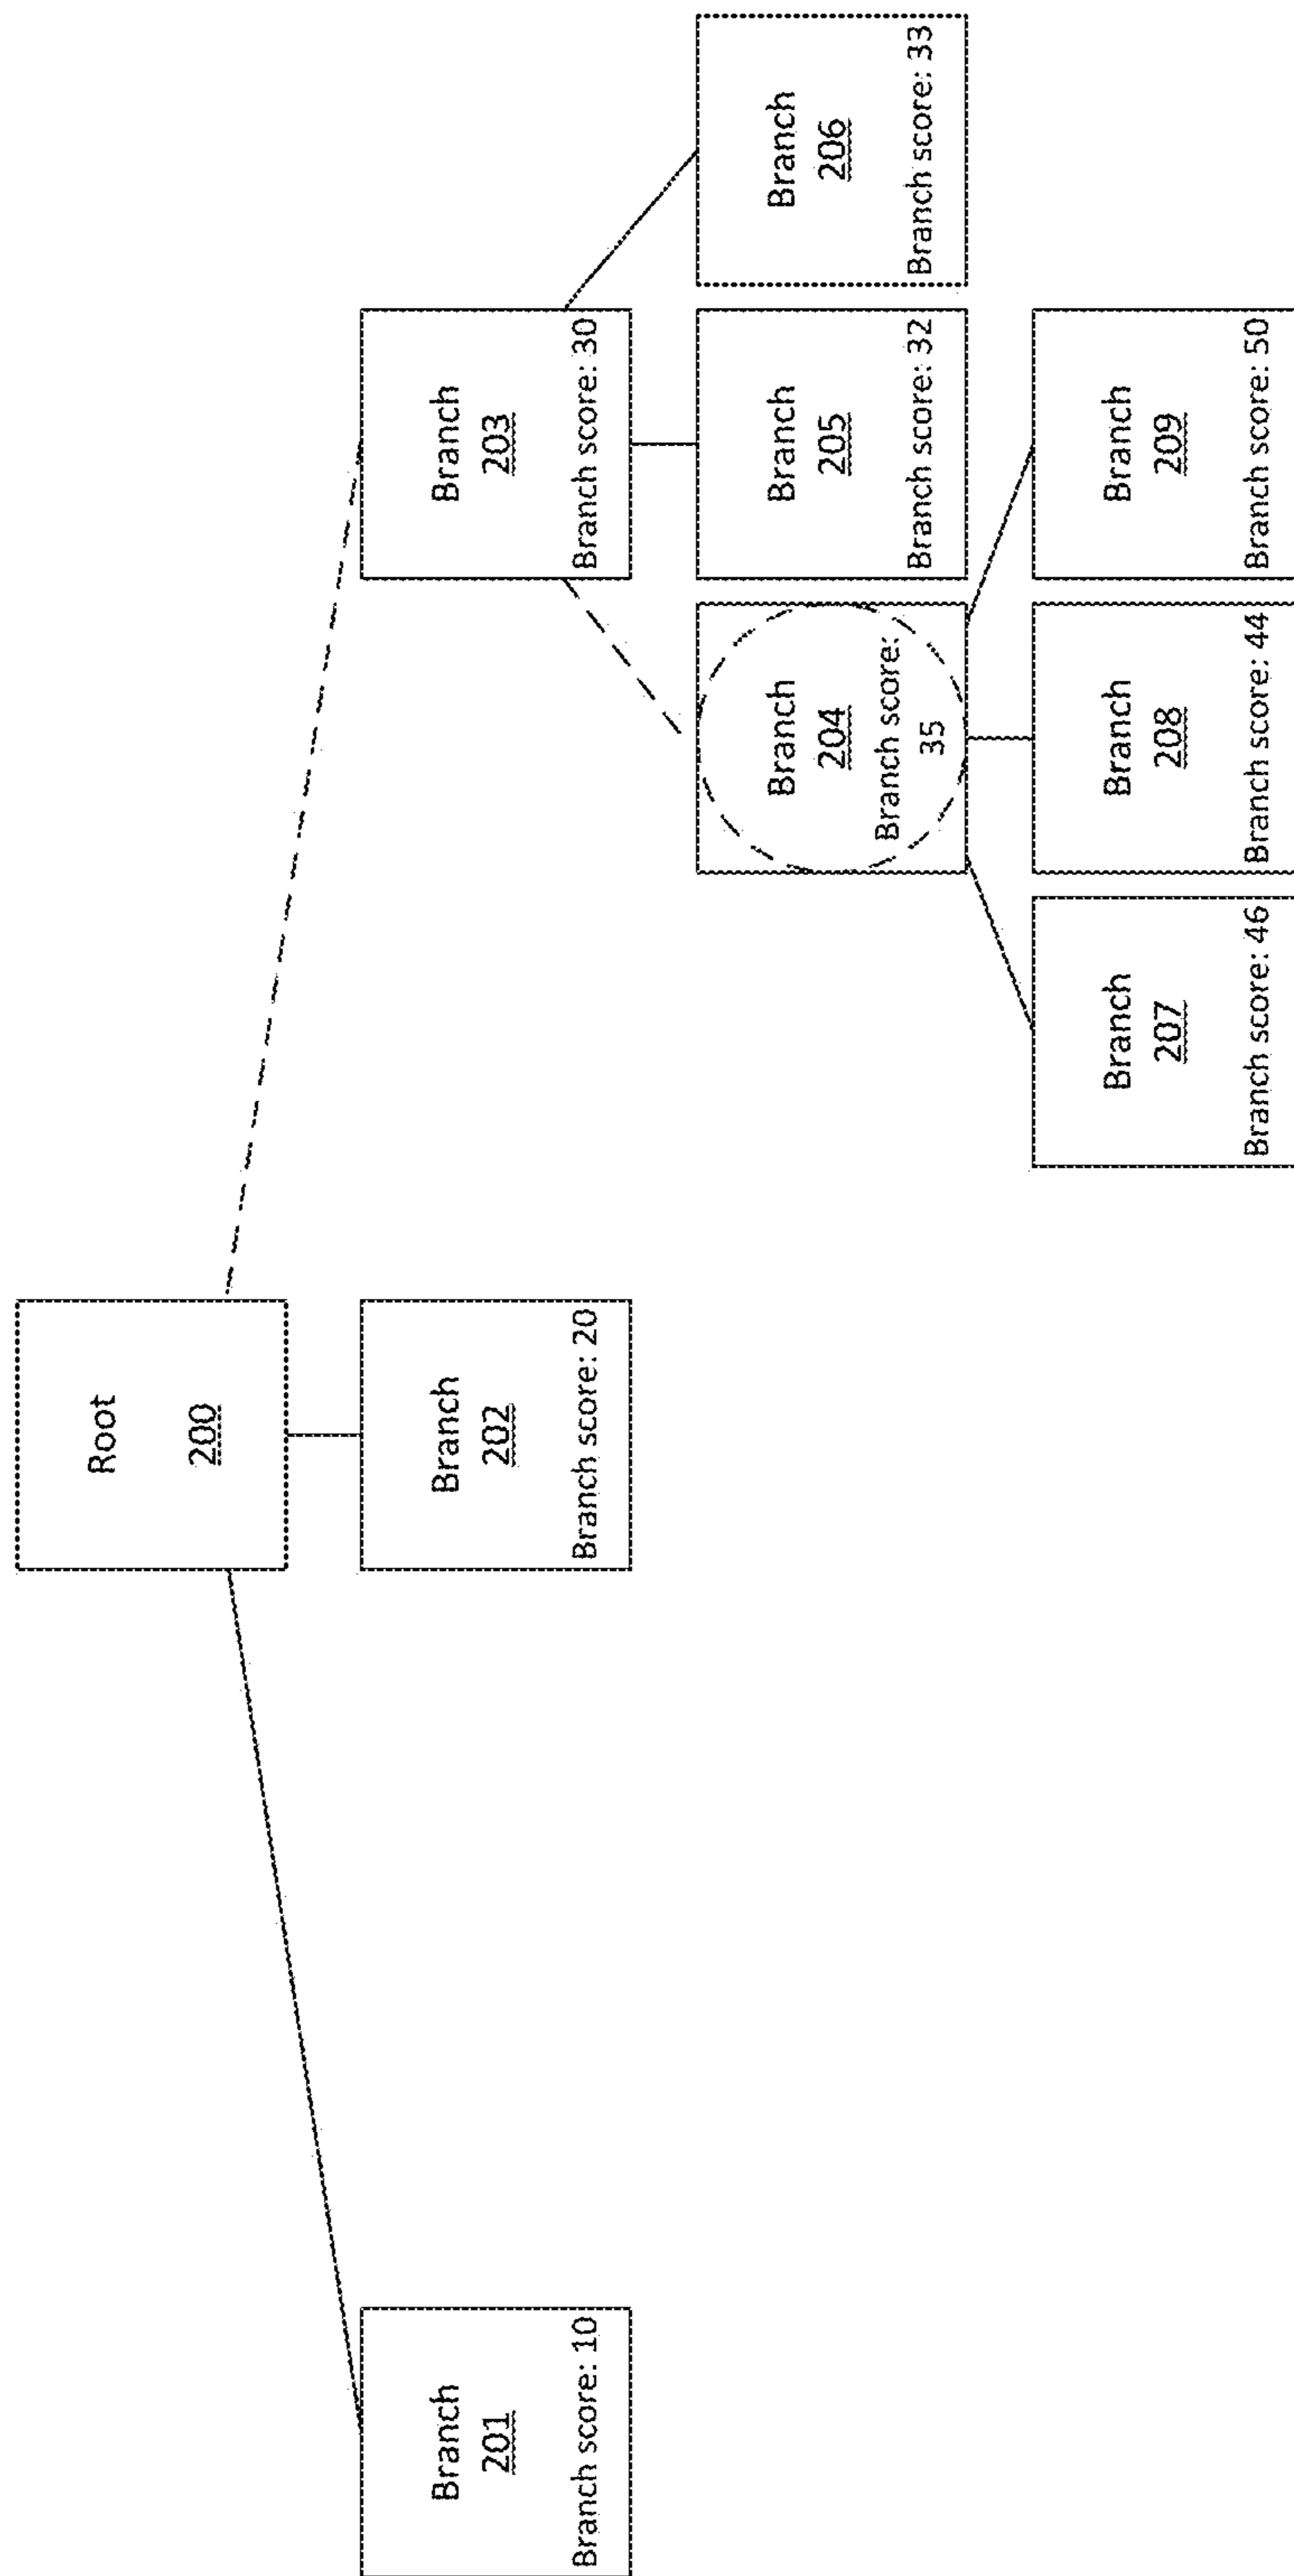 Root
200
Branch
201
Branch score: 10
Branch
202
Branch score: 20
Branch
203
Branch score: 30
Branch
204
Branch score:
35
Branch
205
Branch score: 32
Branch
206
Branch score: 33
Branch
207
Branch score: 46
Branch
208
Branch score: 44
Branch
209
Branch score: 50